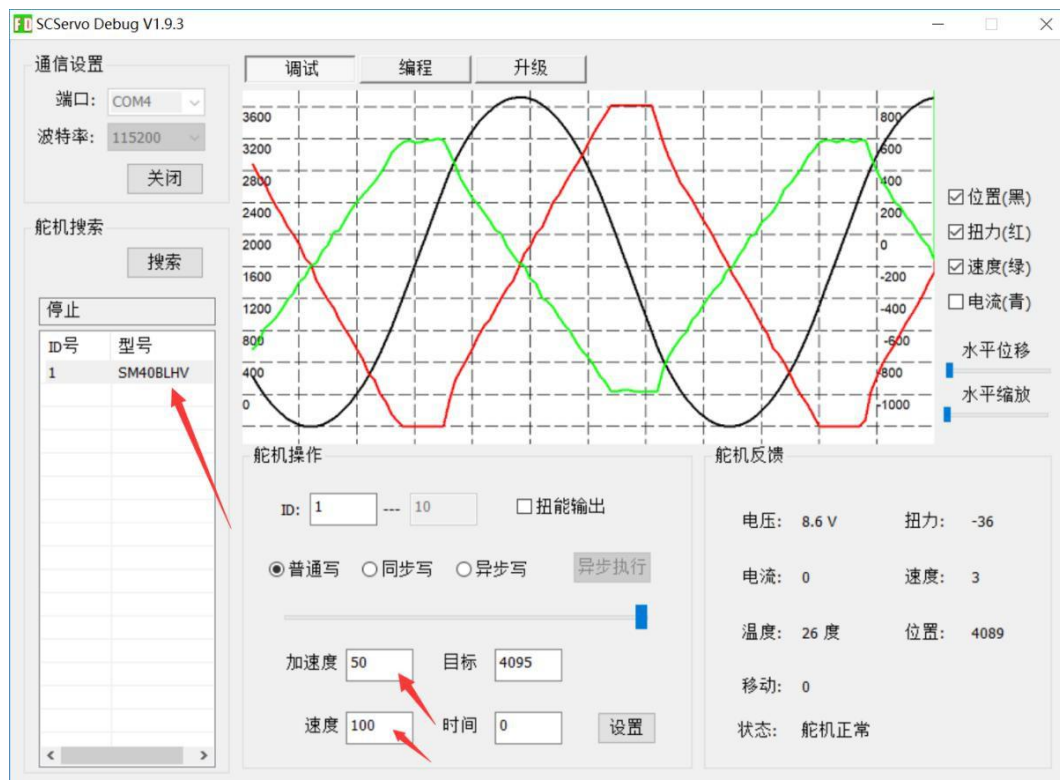 SCServo Debug V1.9.3
通信设置
端口: COM4
波特率: 115200
关闭
舵机搜索
搜索
停止
ID号 型号
1 SM40BLHV
调试 编程 升级
3600
3200
2800
2400
2000
1600
1200
800
400
0
800
600
400
200
0
-200
-400
-600
-800
-1000
位置(黑)
扭力(红)
速度(绿)
电流(青)
水平位移
水平缩放
舵机操作
ID: 1 --- 10 扭能输出
普通写 同步写 异步写 异步执行
加速度 50 目标 4095
速度 100 时间 0 设置
舵机反馈
电压: 8.6 V 扭力: -36
电流: 0 速度: 3
温度: 26 度 位置: 4089
移动: 0
状态: 舵机正常